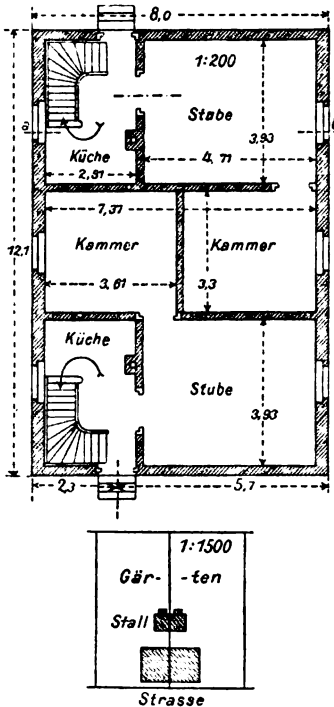 8,0
1:200
Stube
3,93
Küche
2,51
4,71
7,37
12,1
Kammer
Kammer
3,61
3,3
Küche
Stube
3,93
2,3
5,7
1:1500
Gär- -ten
Stall
Strasse